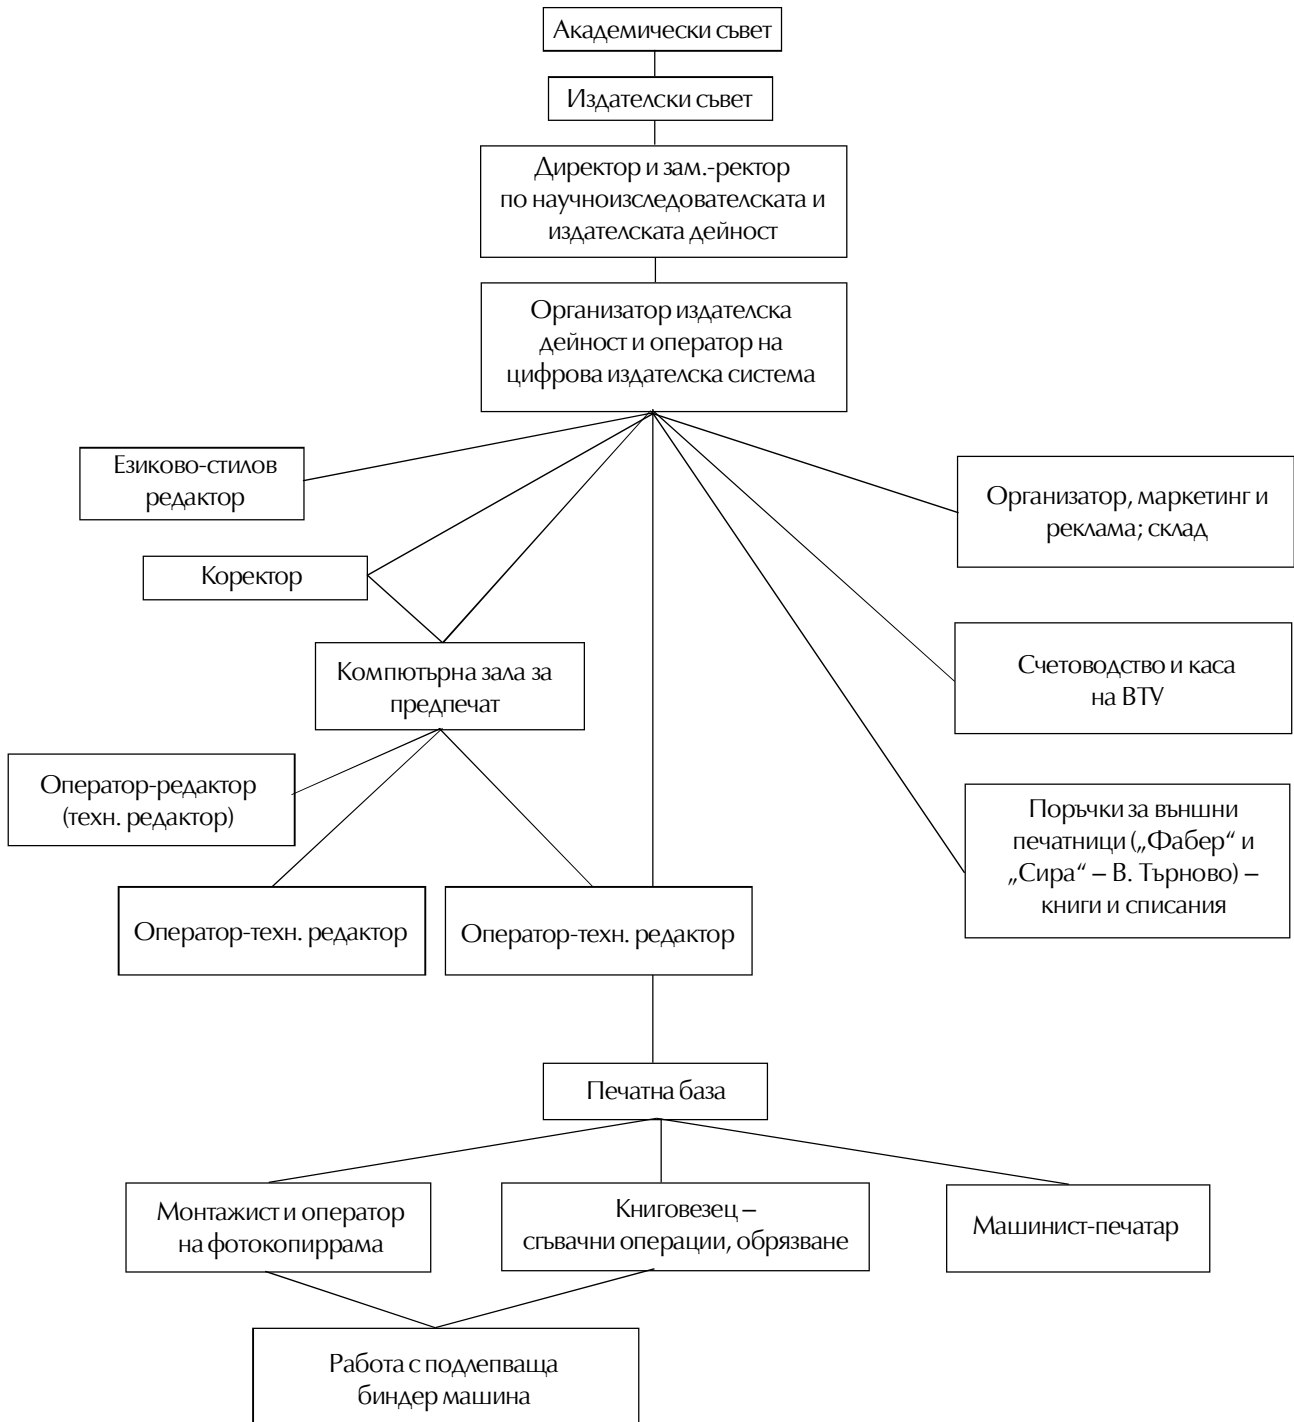 Академически съвет
Издателски съвет
Директор и зам.-ректор
по научноизследователската и
издателската дейност
Организатор издателска
дейност и оператор на
цифрова издателска система
Езиково-стилов
редактор
Организатор, маркетинг и
реклама; склад
Коректор
Счетоводство и каса
на ВТУ
Компютърна зала за
предпечат
Оператор-редактор
(техн. редактор)
Поръчки за външни
печатници („Фабер“ и
„Сира“ – В. Търново) –
книги и списания
Оператор-техн. редактор
Оператор-техн. редактор
Печатна база
Монтажист и оператор
на фотокопиррама
Книговезец –
сгъвачни операции, обрязване
Машинист-печатар
Работа с подлепваща
биндер машина